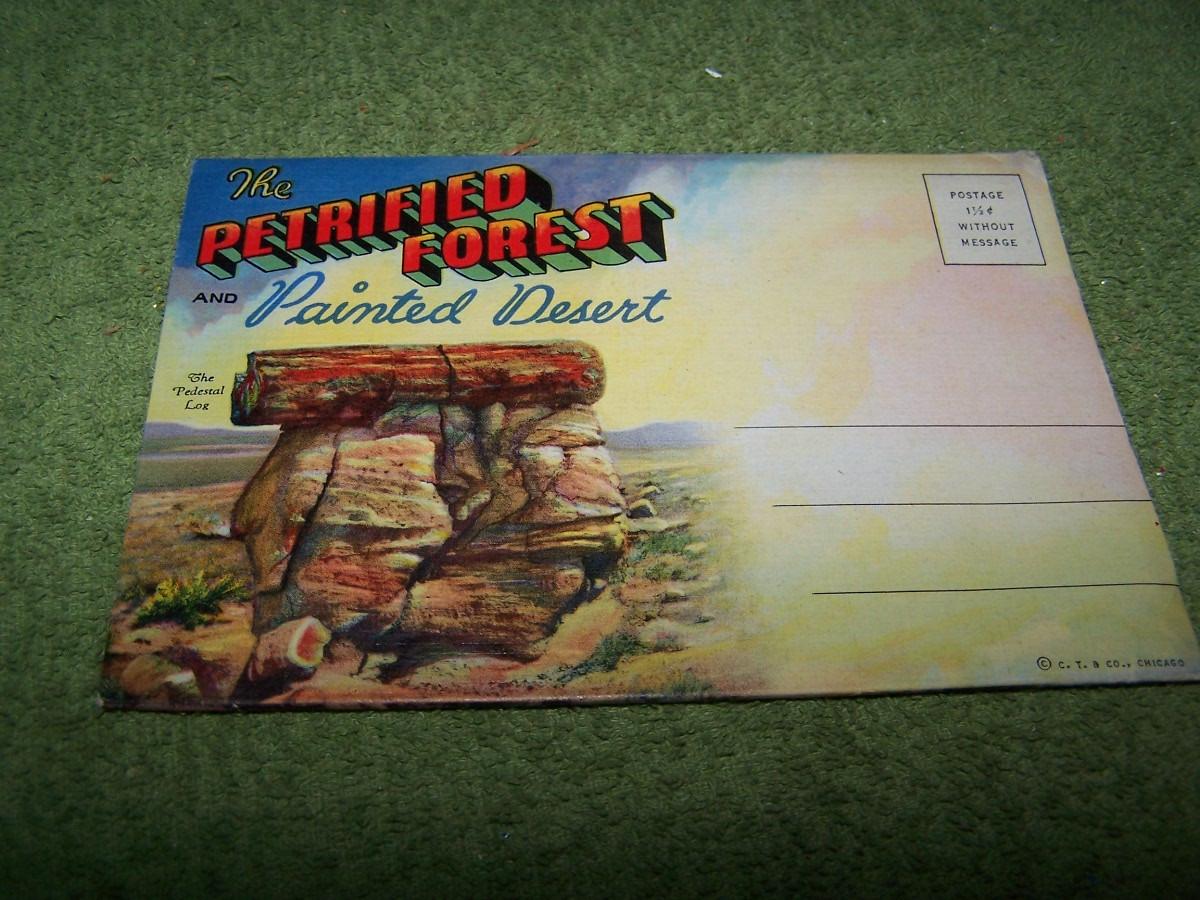 The
PETRIFIED
FOREST
AND Painted Desert
The
Pedestal
Log
POSTAGE
1½¢
WITHOUT
MESSAGE
© C. T. & CO., CHICAGO